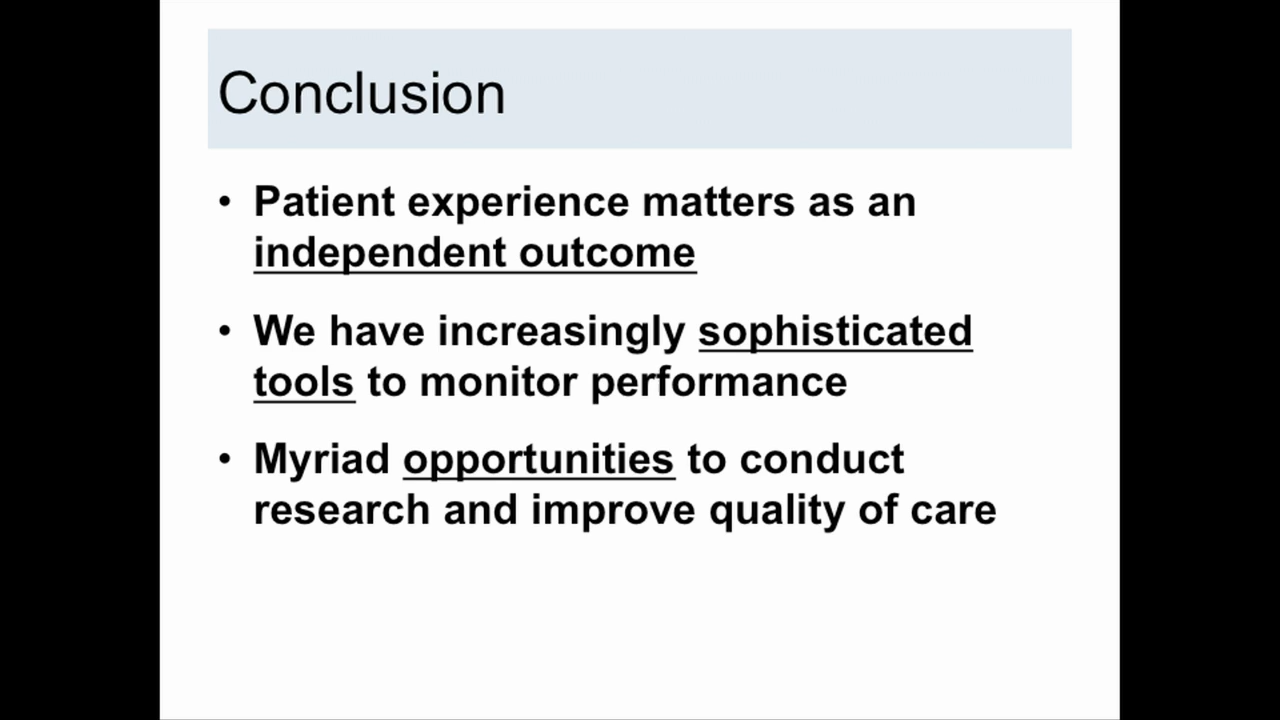 Conclusion
• Patient experience matters as an
independent outcome
• We have increasingly sophisticated
tools to monitor performance
• Myriad opportunities to conduct
research and improve quality of care